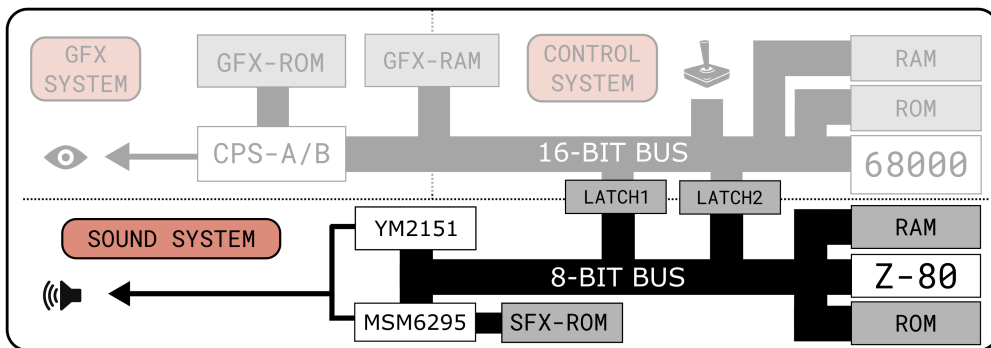 GFX
SYSTEM
GFX-ROM
GFX-RAM
CONTROL
SYSTEM
RAM
ROM
CPS-A/B
16-BIT BUS
68000
LATCH1
LATCH2
SOUND SYSTEM
YM2151
RAM
8-BIT BUS
Z-80
MSM6295
SFX-ROM
ROM